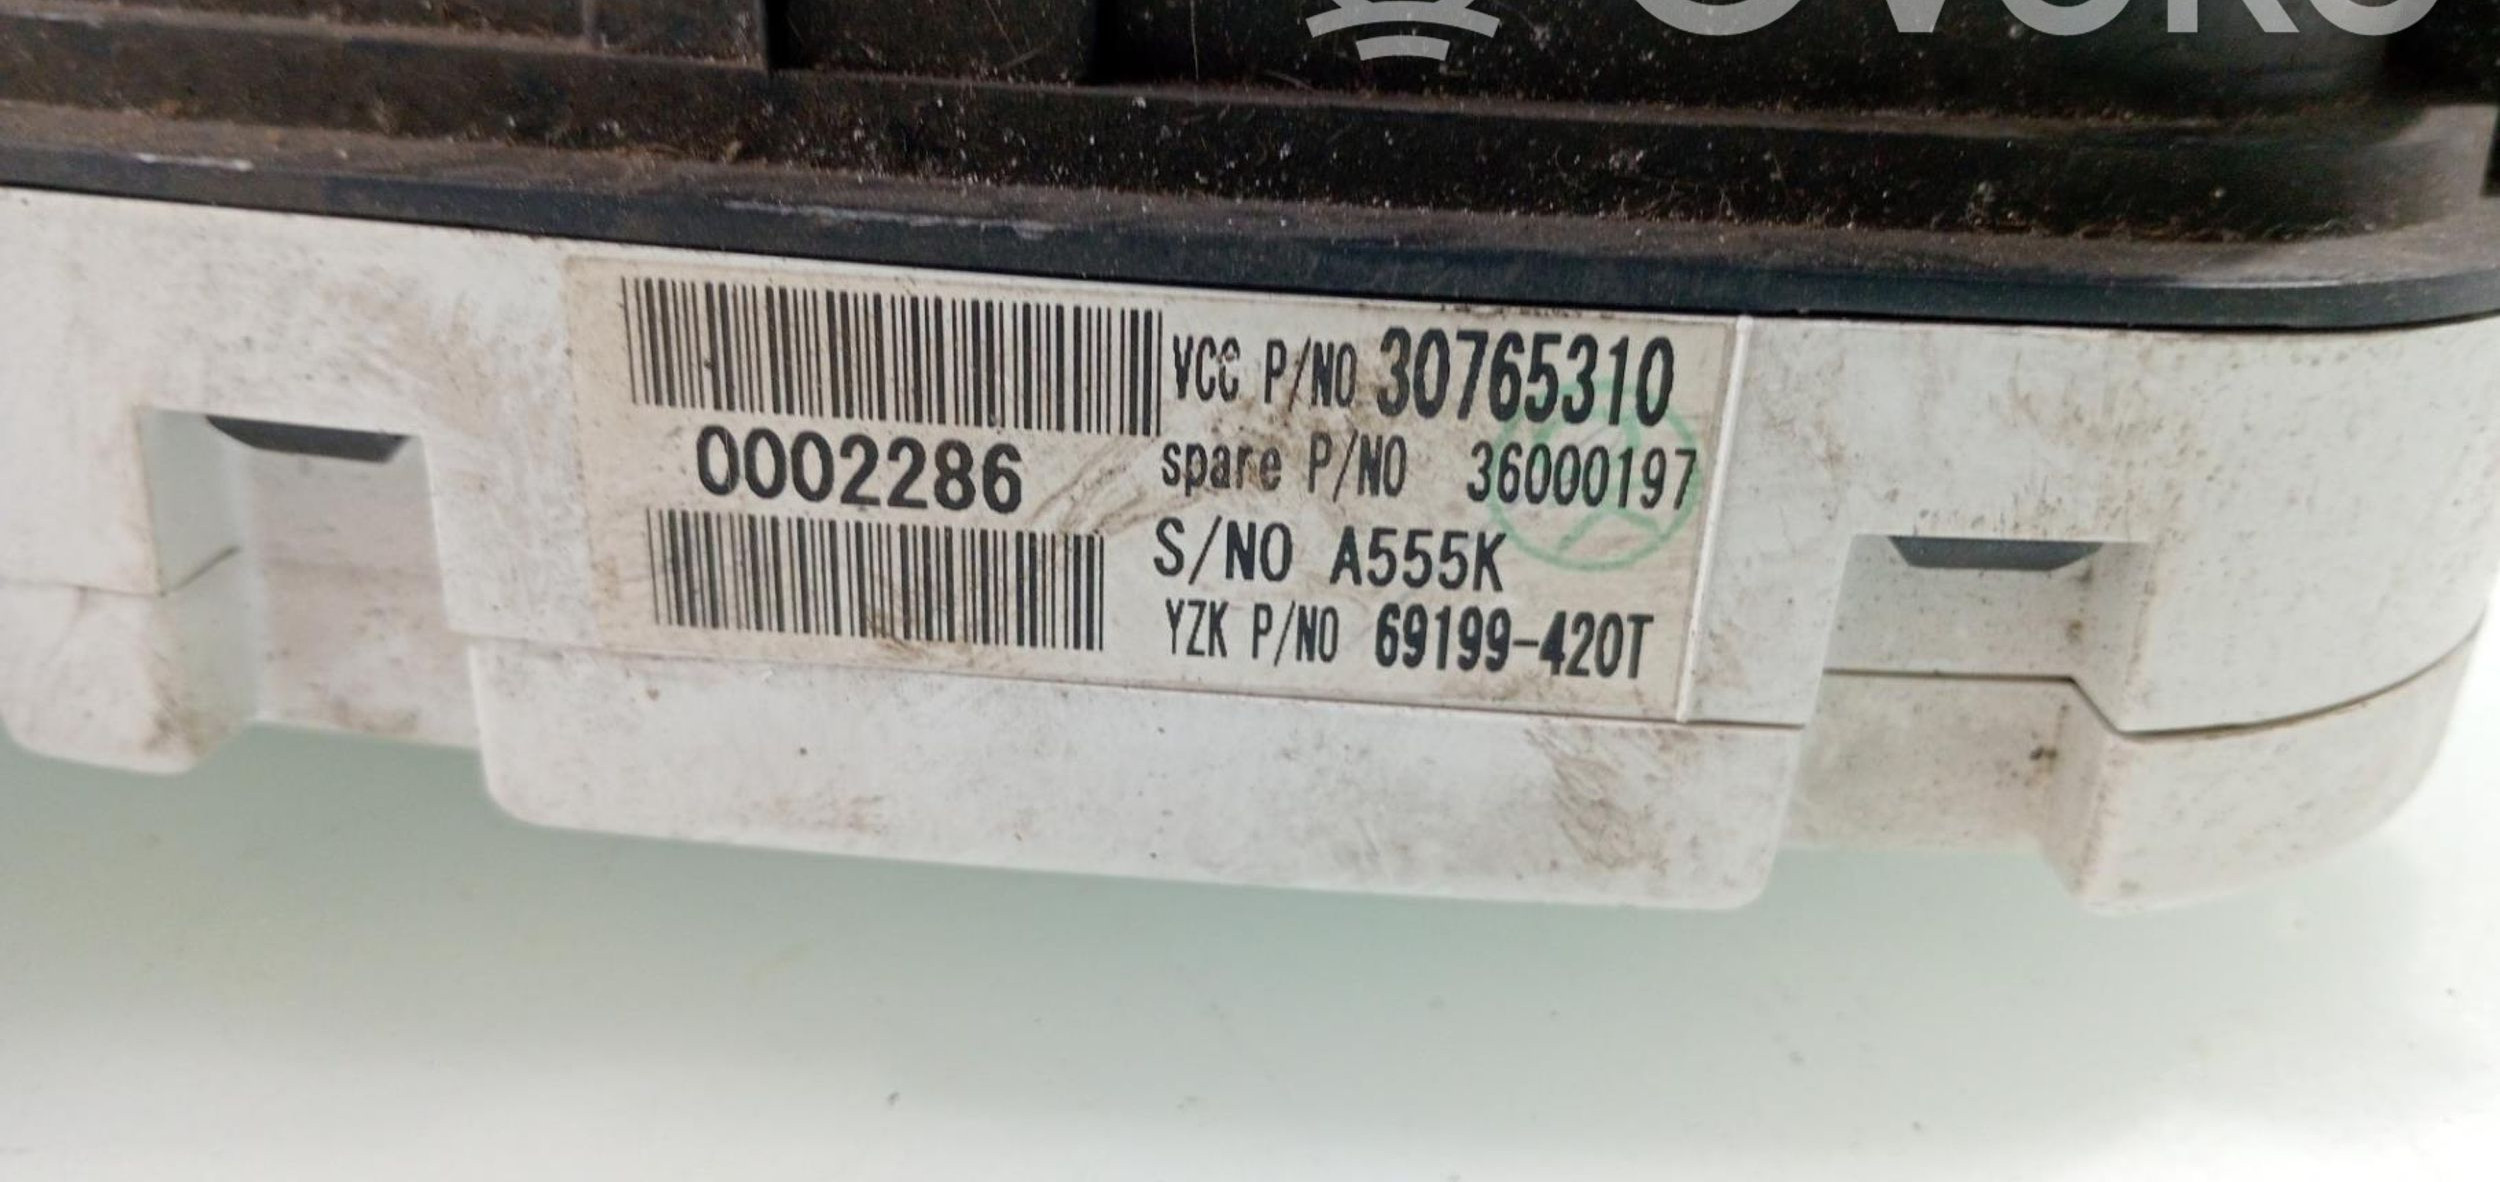 VCC P/NO 30765310
0002286
spare P/NO 36000197
S/NO A555K
YZK P/NO 69199-420T